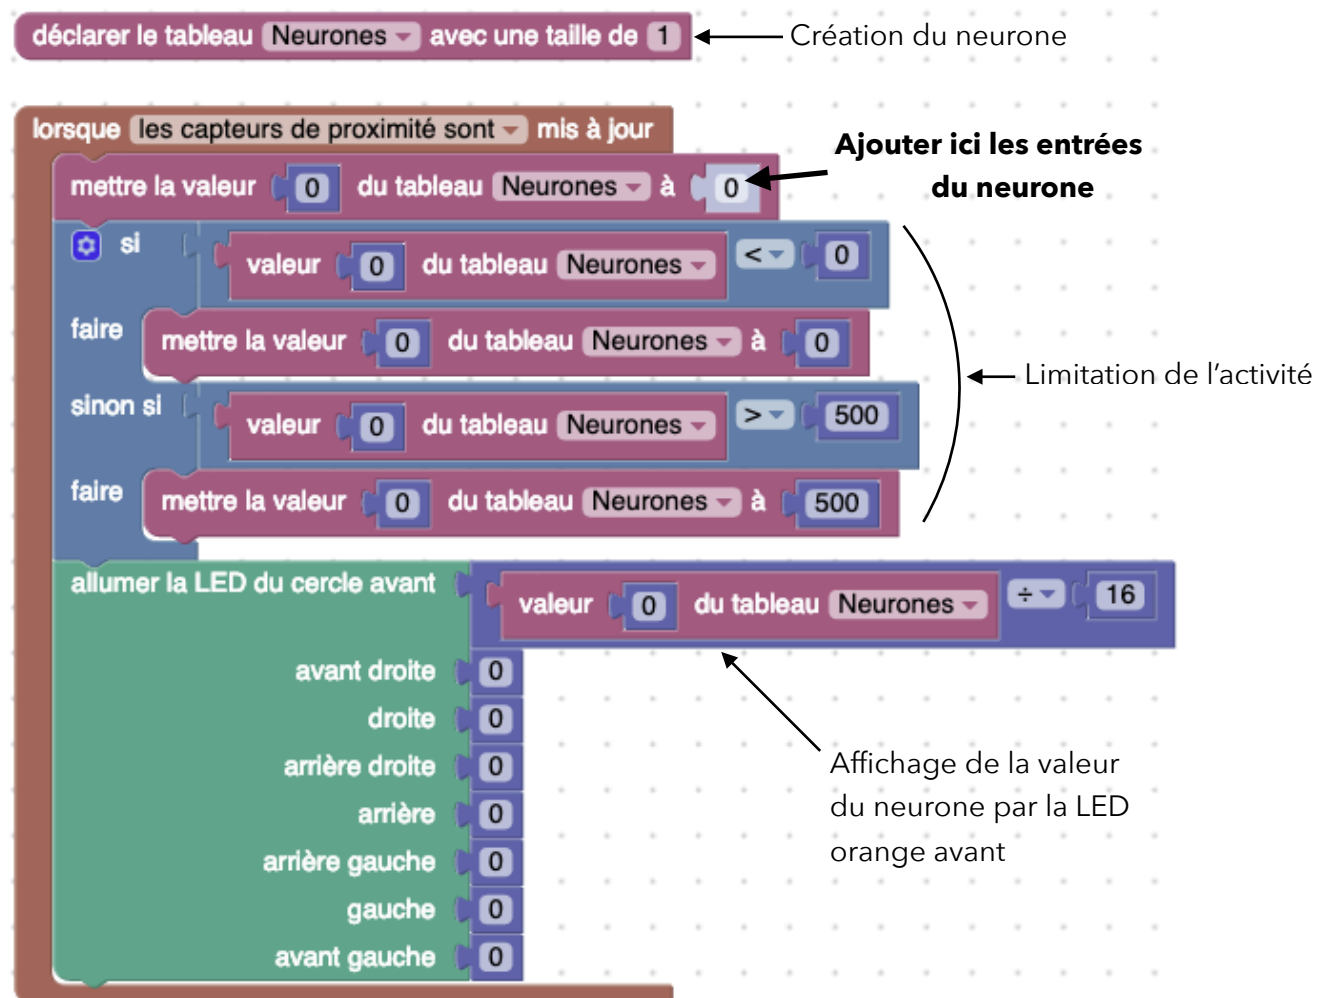 déclarer le tableau Neurones avec une taille de 1
Création du neurone
lorsque les capteurs de proximité sont mis à jour
Ajouter ici les entrées
du neurone
mettre la valeur 0 du tableau Neurones à 0
si valeur 0 du tableau Neurones < 0
faire mettre la valeur 0 du tableau Neurones à 0
Limitation de l'activité
sinon si valeur 0 du tableau Neurones > 500
faire mettre la valeur 0 du tableau Neurones à 500
allumer la LED du cercle avant valeur 0 du tableau Neurones ÷ 16
avant droite 0
droite 0
arrière droite 0
arrière 0
arrière gauche 0
gauche 0
avant gauche 0
Affichage de la valeur
du neurone par la LED
orange avant